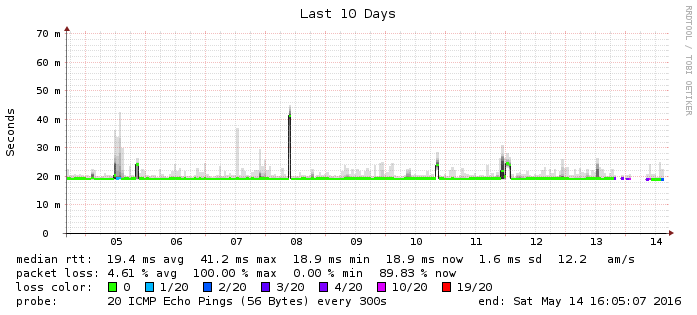 Last 10 Days
RRDTOOL / TOBI OETIKER
Seconds
70 m
60 m
50 m
40 m
30 m
20 m
10 m
0
05 06 07 08 09 10 11 12 13 14
median rtt: 19.4 ms avg 41.2 ms max 18.9 ms min 18.9 ms now 1.6 ms sd 12.2 am/s
packet loss: 4.61 % avg 100.00 % max 0.00 % min 89.83 % now
loss color: 0 1/20 2/20 3/20 4/20 10/20 19/20
probe: 20 ICMP Echo Pings (56 Bytes) every 300s end: Sat May 14 16:05:07 2016